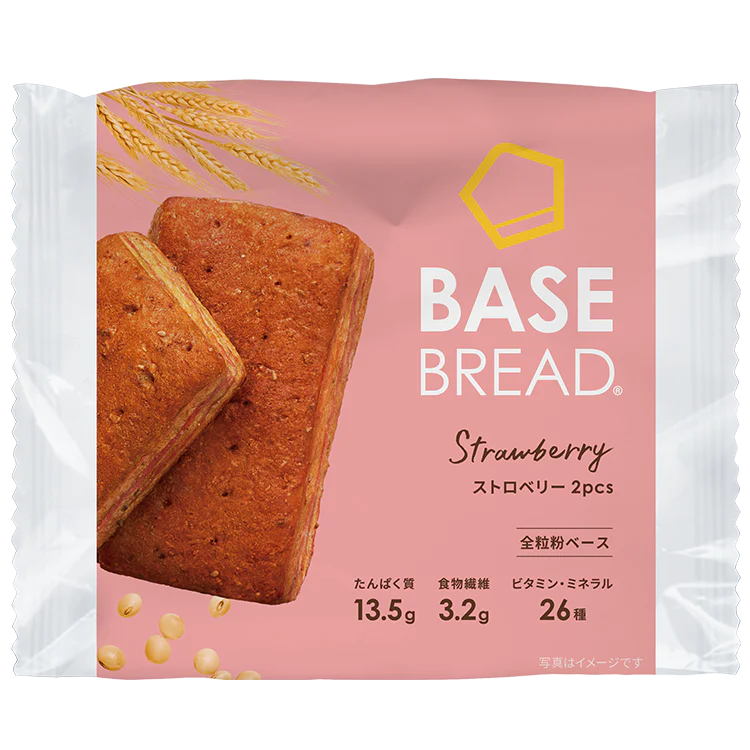 BASE
BREAD®
Strawberry
ストロベリー 2pcs
全粒粉ベース
たんぱく質 食物繊維 ビタミン・ミネラル
13.5g 3.2g 26種
写真はイメージです